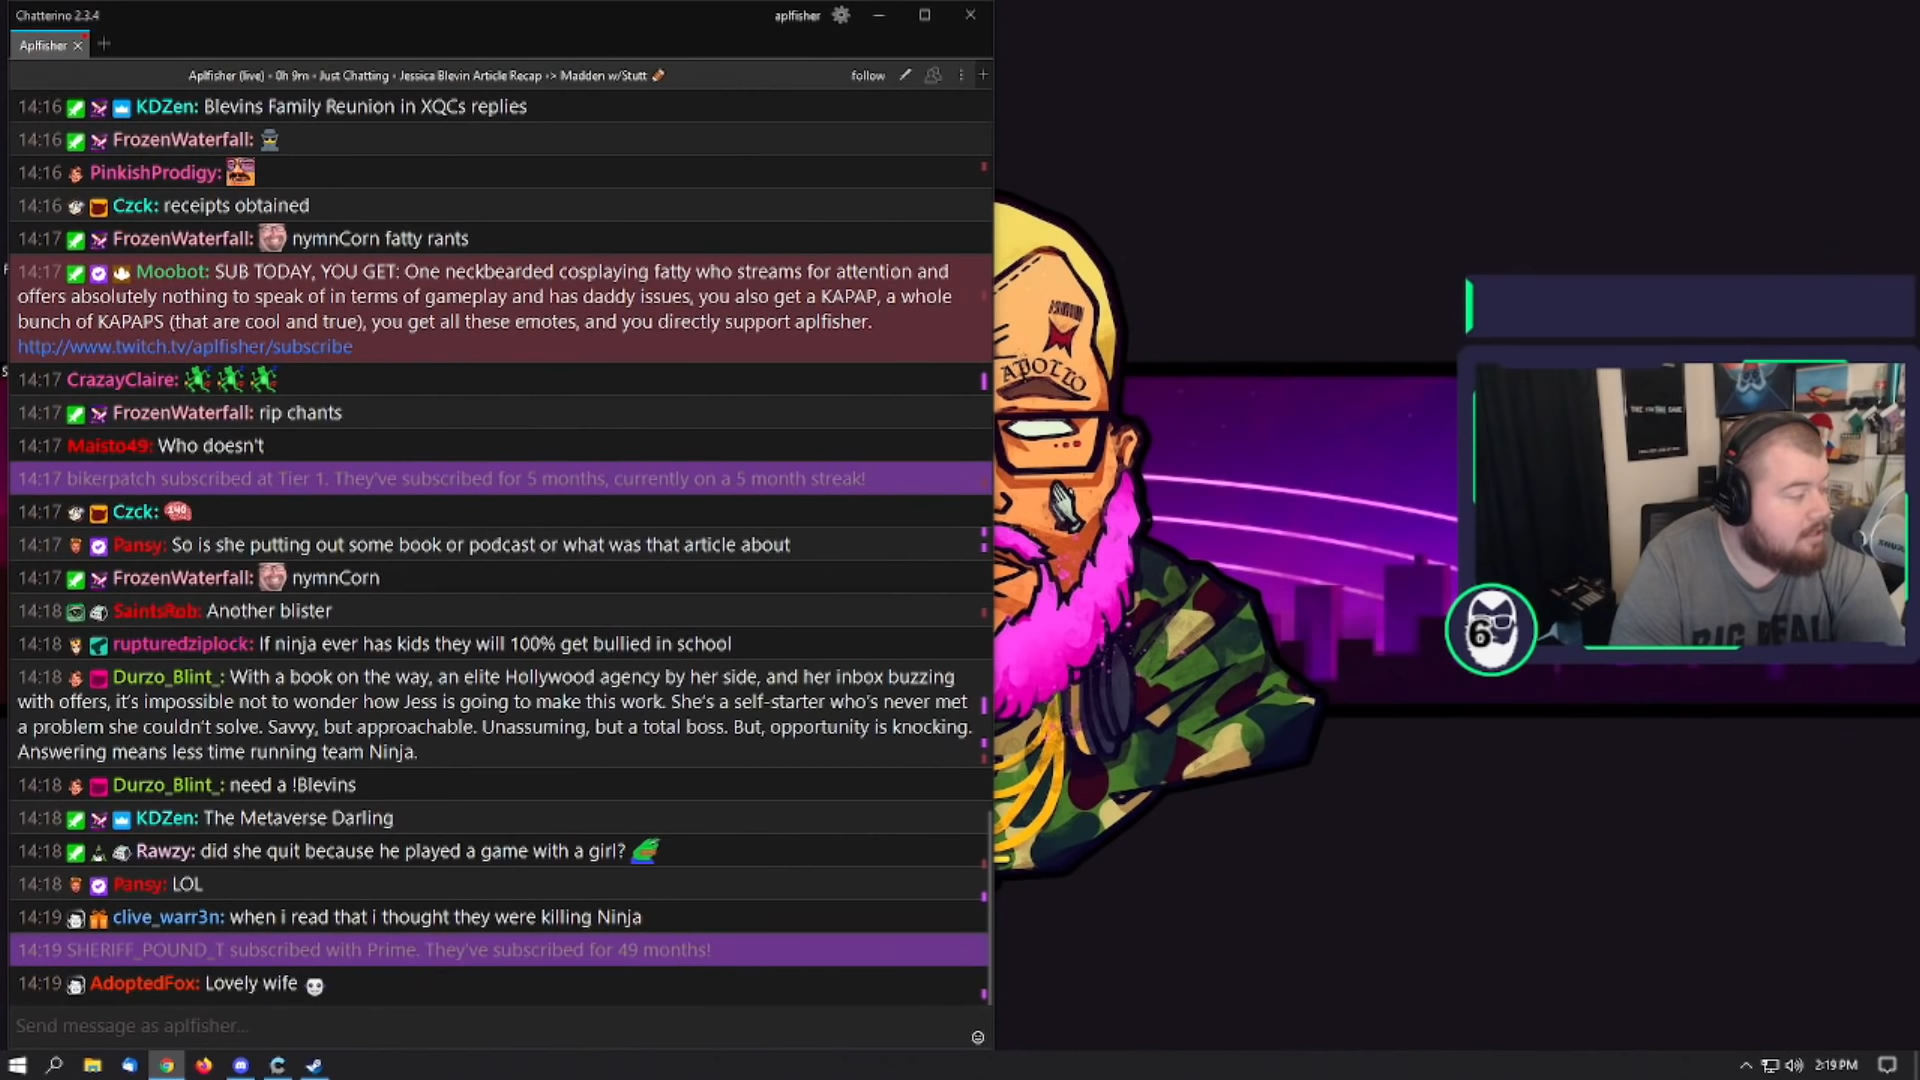 Chatterino 2.3.4
aplfisher
Aplfisher
Aplfisher (live) • 0h 9m • Just Chatting • Jessica Blevin Article Recap -> Madden w/Stutt
follow
14:16 KDZen: Blevins Family Reunion in XQCs replies
14:16 FrozenWaterfall:
14:16 PinkishProdigy:
14:16 Czck: receipts obtained
14:17 FrozenWaterfall: nymnCorn fatty rants
14:17 Moobot: SUB TODAY, YOU GET: One neckbearded cosplaying fatty who streams for attention and
offers absolutely nothing to speak of in terms of gameplay and has daddy issues, you also get a KAPAP, a whole
bunch of KAPAPS (that are cool and true), you get all these emotes, and you directly support aplfisher.
http://www.twitch.tv/aplfisher/subscribe
14:17 CrazayClaire:
14:17 FrozenWaterfall: rip chants
14:17 Maisto49: Who doesn't
14:17 bikerpatch subscribed at Tier 1. They've subscribed for 5 months, currently on a 5 month streak!
14:17 Czck: 140
14:17 Pansy: So is she putting out some book or podcast or what was that article about
14:17 FrozenWaterfall: nymnCorn
14:18 SaintsRob: Another blister
14:18 rupturedziplock: If ninja ever has kids they will 100% get bullied in school
14:18 Durzo_Blint_: With a book on the way, an elite Hollywood agency by her side, and her inbox buzzing
with offers, it's impossible not to wonder how Jess is going to make this work. She's a self-starter who's never met
a problem she couldn't solve. Savvy, but approachable. Unassuming, but a total boss. But, opportunity is knocking.
Answering means less time running team Ninja.
14:18 Durzo_Blint_: need a !Blevins
14:18 KDZen: The Metaverse Darling
14:18 Rawzy: did she quit because he played a game with a girl?
14:18 Pansy: LOL
14:19 clive_warr3n: when i read that i thought they were killing Ninja
14:19 SHERIFF_POUND_T subscribed with Prime. They've subscribed for 49 months!
14:19 AdoptedFox: Lovely wife
Send message as aplfisher...
APOLLO
6
BIG DEAL
2:19 PM